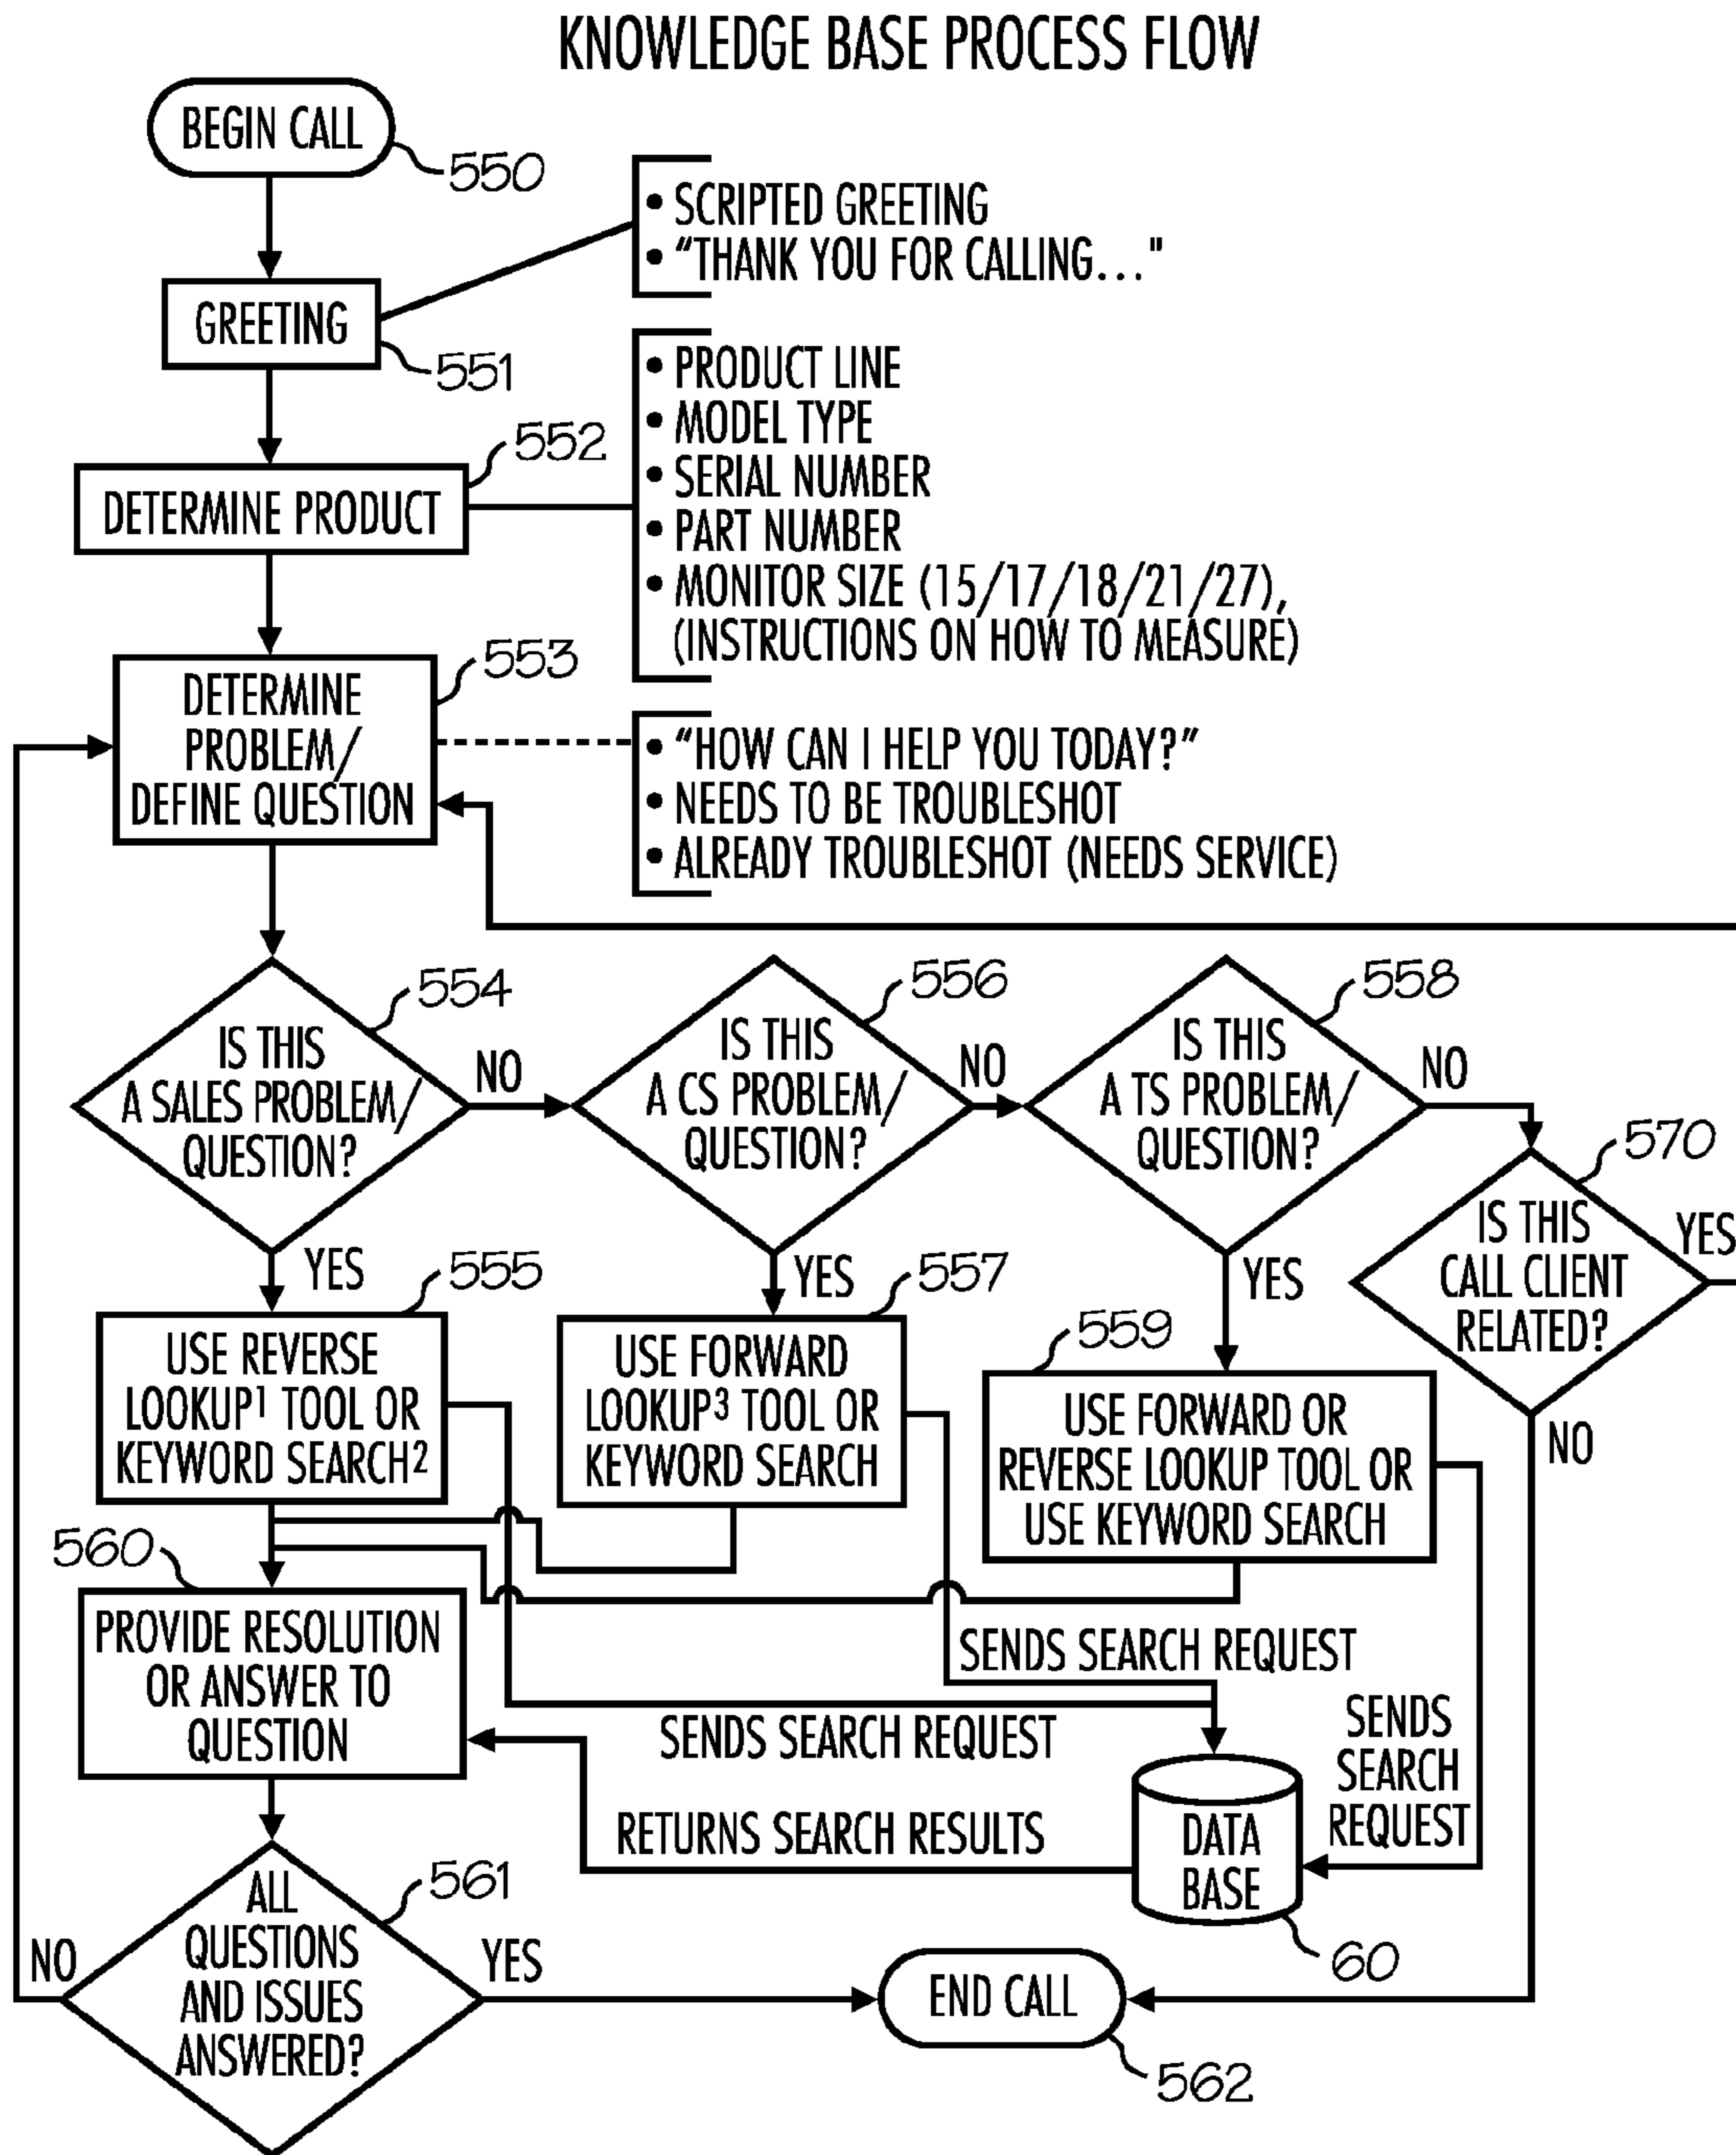 KNOWLEDGE BASE PROCESS FLOW
BEGIN CALL
550
• SCRIPTED GREETING
• “THANK YOU FOR CALLING..."
GREETING
551
• PRODUCT LINE
• MODEL TYPE
• SERIAL NUMBER
• PART NUMBER
• MONITOR SIZE (15/17/18/21/27),
(INSTRUCTIONS ON HOW TO MEASURE)
552
DETERMINE PRODUCT
553
DETERMINE
PROBLEM/
DEFINE QUESTION
• “HOW CAN I HELP YOU TODAY?”
• NEEDS TO BE TROUBLESHOT
• ALREADY TROUBLESHOT (NEEDS SERVICE)
554
IS THIS
A SALES PROBLEM/
QUESTION?
NO
YES
556
IS THIS
A CS PROBLEM/
QUESTION?
NO
YES
558
IS THIS
A TS PROBLEM/
QUESTION?
NO
YES
570
IS THIS
CALL CLIENT
RELATED?
YES
NO
555
USE REVERSE
LOOKUP¹ TOOL OR
KEYWORD SEARCH²
557
USE FORWARD
LOOKUP³ TOOL OR
KEYWORD SEARCH
559
USE FORWARD OR
REVERSE LOOKUP TOOL OR
USE KEYWORD SEARCH
560
PROVIDE RESOLUTION
OR ANSWER TO
QUESTION
SENDS SEARCH REQUEST
SENDS SEARCH REQUEST
SENDS
SEARCH
REQUEST
RETURNS SEARCH RESULTS
DATA
BASE
60
561
ALL
QUESTIONS
AND ISSUES
ANSWERED?
NO
YES
END CALL
562